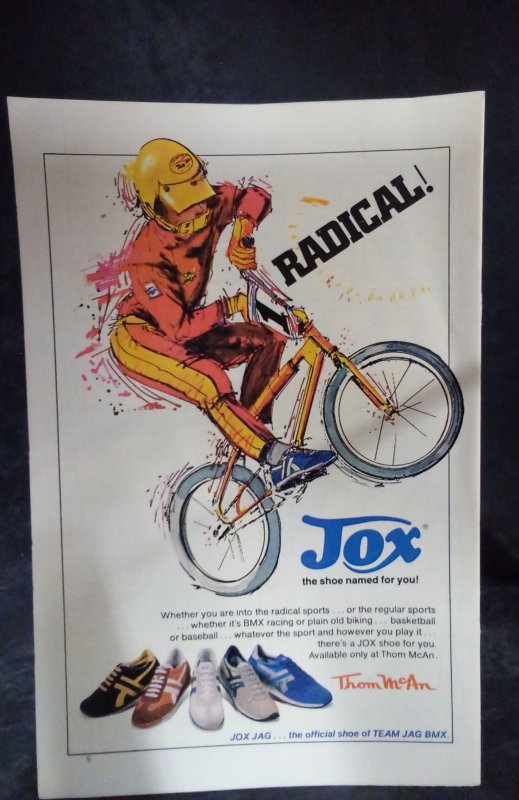 RADICAL!
1
Jox®
the shoe named for you!
Whether you are into the radical sports ... or the regular sports
... whether it's BMX racing or plain old biking ... basketball
or baseball ... whatever the sport and however you play it ...
there's a JOX shoe for you.
Available only at Thom McAn.
Thom McAn
JOX JAG ... the official shoe of TEAM JAG BMX.